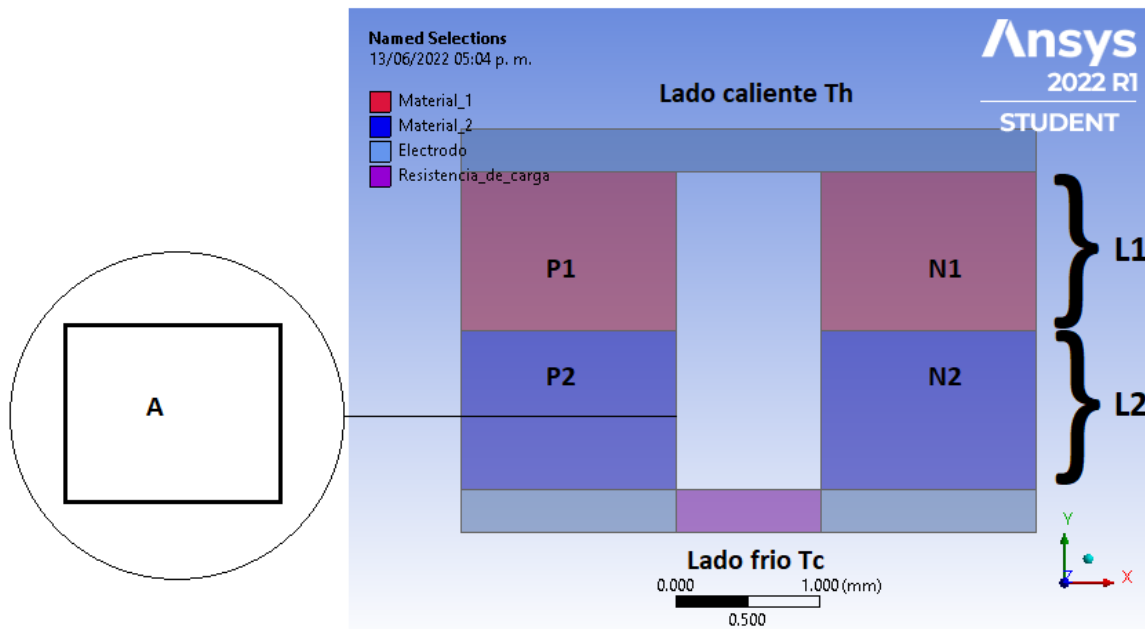 Named Selections
13/06/2022 05:04 p. m.
Material_1
Material_2
Electrodo
Resistencia_de_carga
Lado caliente Th
Ansys
2022 R1
STUDENT
P1
N1
L1
P2
N2
L2
A
Lado frio Tc
0.000
1.000 (mm)
0.500
Y
Z
X